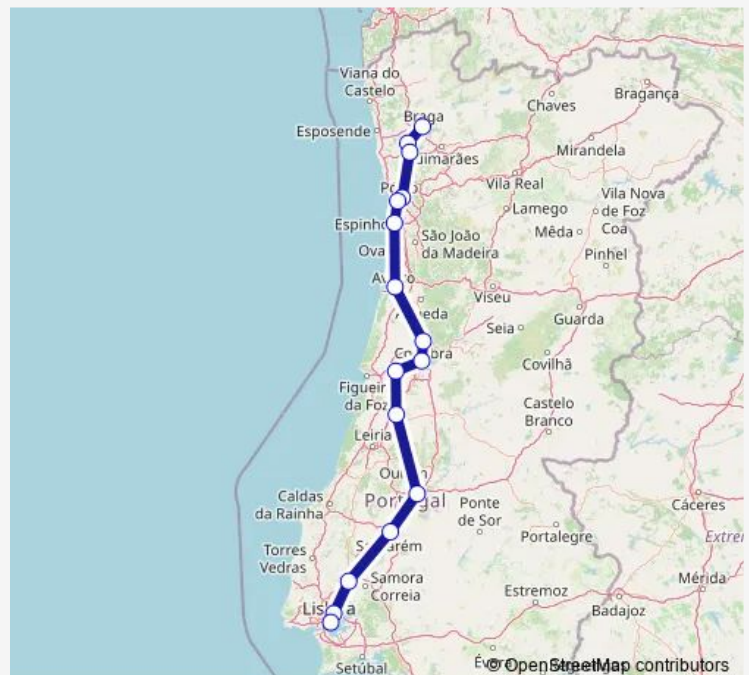 Viana do
Castelo
Bragança
Chaves
Braga
Esposende
Guimarães
Mirandela
Vila Real
Vila Nova
de Foz
Coa
Lamego
Espinho
São João
da Madeira
Mêda
Pinhel
Viseu
Guarda
Seia
Covilhã
Figueir
da Foz
Castelo
Branco
Leiria
Caldas
da Rainha
Portugal
Ponte
de Sor
Cáceres
Portalegre
Torres
Vedras
Samora
Correia
Mérida
Estremoz
Badajoz
Setúbal
© OpenStreetMap contributors